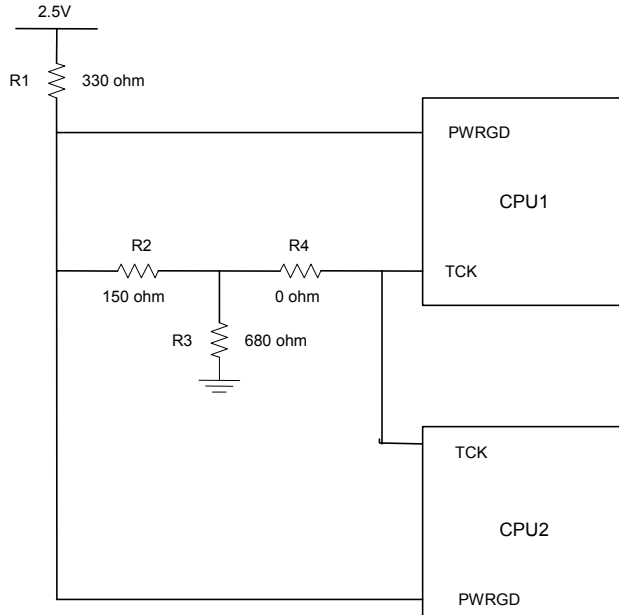 2.5V
R1
330 ohm
PWRGD
CPU1
R2
R4
TCK
150 ohm
0 ohm
R3
680 ohm
TCK
CPU2
PWRGD